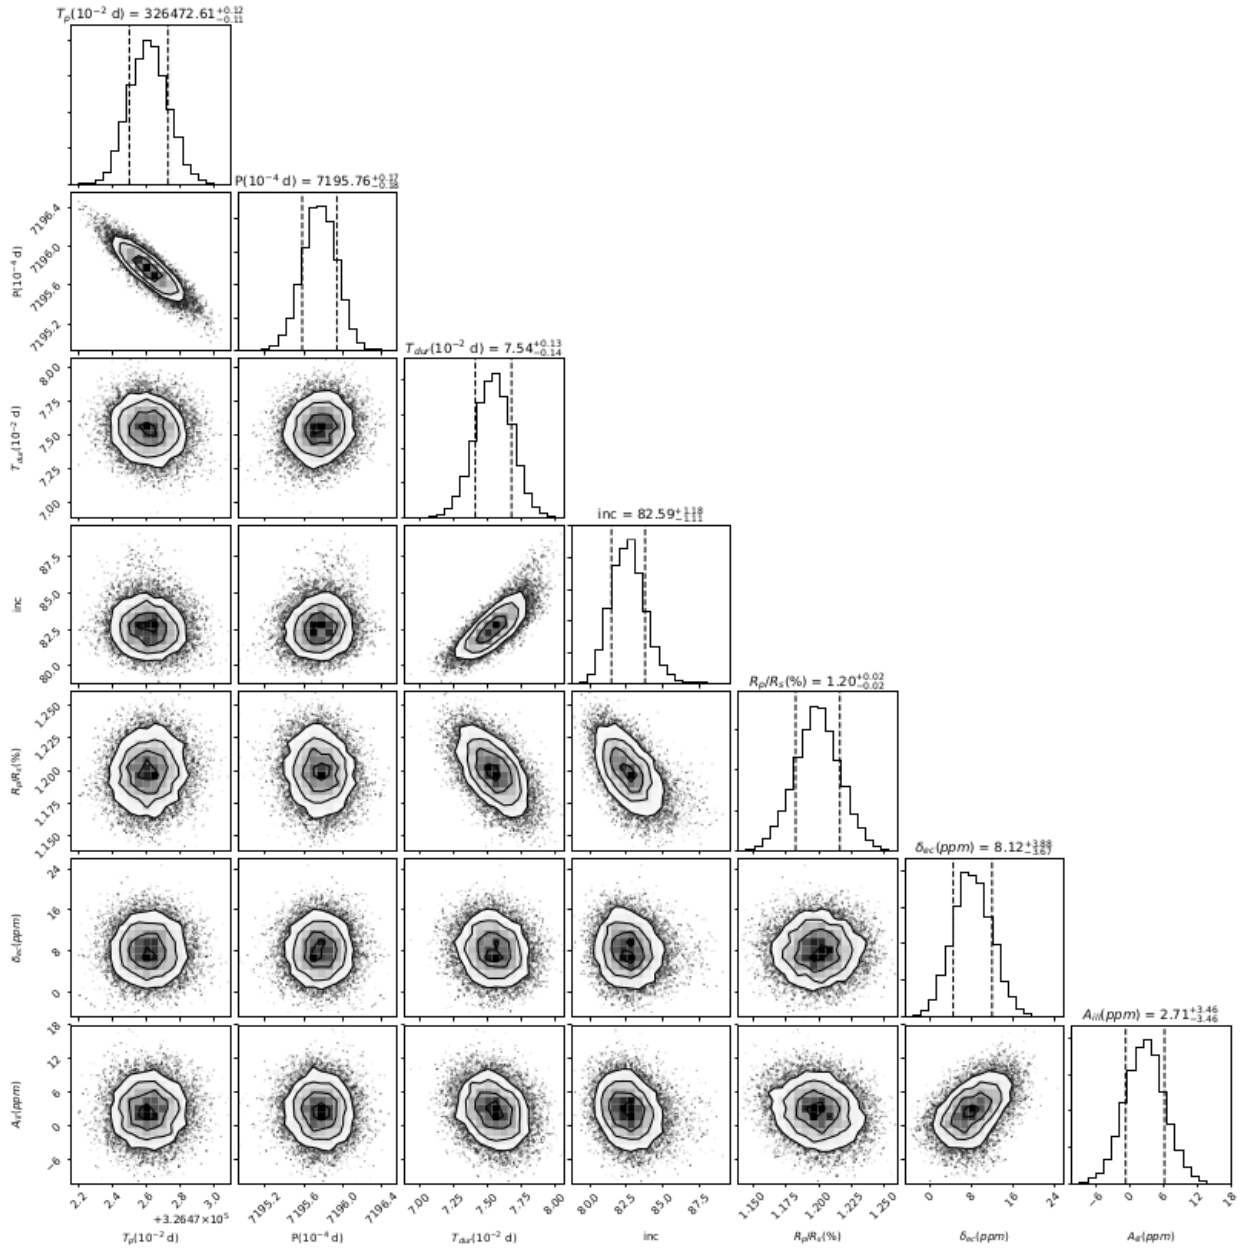 T_p(10^-2 d) = 326472.61^{+0.12}_{-0.11}
P(10^-4 d) = 7195.76^{+0.17}_{-0.18}
7196.4
7196.0
7195.6
7195.2
P(10^-4 d)
T_dur(10^-2 d) = 7.54^{+0.13}_{-0.14}
8.00
7.75
7.50
7.25
7.00
T_dur(10^-2 d)
inc = 82.59^{+1.18}_{-1.11}
87.5
85.0
82.5
80.0
inc
R_p/R_s(%) = 1.20^{+0.02}_{-0.02}
1.250
1.225
1.200
1.175
1.150
R_p/R_s(%)
δ_ec(ppm) = 8.12^{+3.88}_{-3.67}
24
16
8
0
δ_ec(ppm)
A_ill(ppm) = 2.71^{+3.46}_{-3.46}
18
12
6
0
−6
A_ill(ppm)
2.2 2.4 2.6 2.8 3.0
+3.2647×10^5
T_p(10^-2 d)
7195.2 7195.6 7196.0 7196.4
P(10^-4 d)
7.00 7.25 7.50 7.75 8.00
T_dur(10^-2 d)
80.0 82.5 85.0 87.5
inc
1.150 1.175 1.200 1.225 1.250
R_p/R_s(%)
0 8 16 24
δ_ec(ppm)
−6 0 6 12 18
A_ill(ppm)